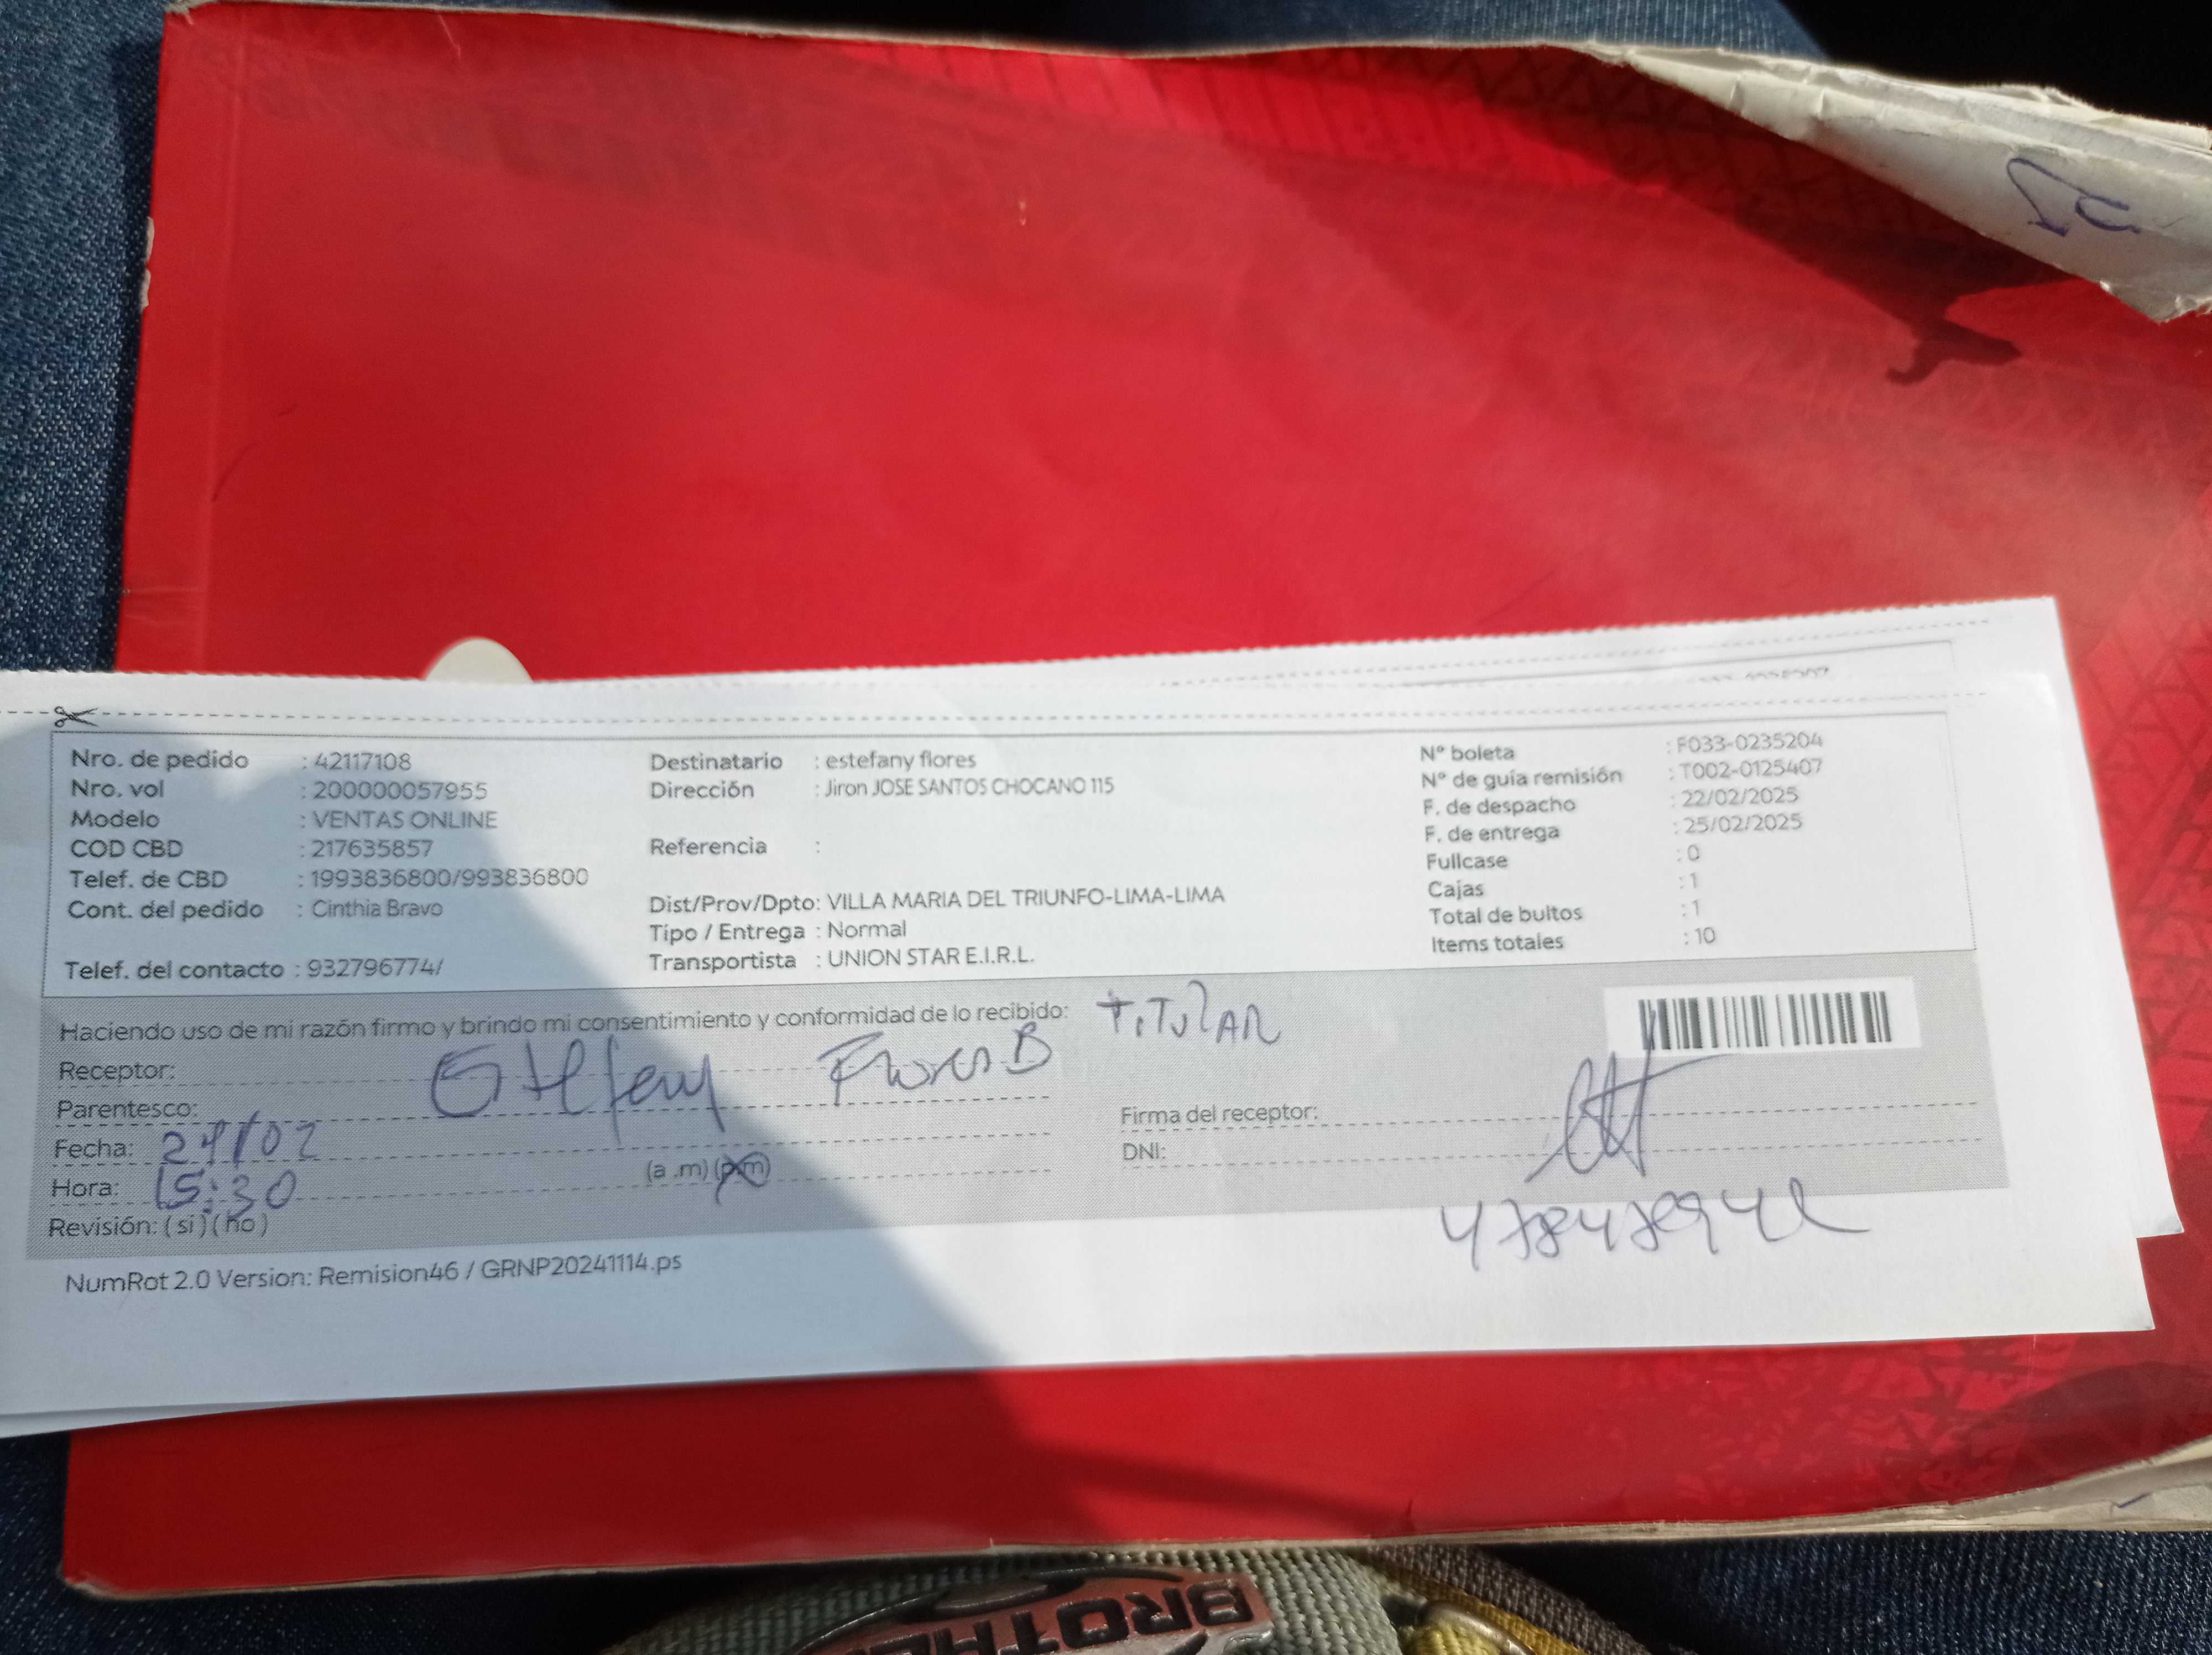 Nro. de pedido : 42117108
Nro. vol : 200000057955
Modelo : VENTAS ONLINE
COD CBD : 217635857
Telef. de CBD : 1993836800/993836800
Cont. del pedido : Cinthia Bravo
Telef. del contacto : 932796774/
Destinatario : estefany flores
Dirección : Jiron JOSE SANTOS CHOCANO 115
Referencia :
Dist/Prov/Dpto: VILLA MARIA DEL TRIUNFO-LIMA-LIMA
Tipo / Entrega : Normal
Transportista : UNION STAR E.I.R.L.
Nº boleta : F033-0235204
Nº de guía remisión : T002-0125407
F. de despacho : 22/02/2025
F. de entrega : 25/02/2025
Fullcase : 0
Cajas : 1
Total de bultos : 1
Items totales : 10
Haciendo uso de mi razón firmo y brindo mi consentimiento y conformidad de lo recibido: TITULAR
Receptor: Estefany Flores B
Parentesco:
Fecha: 24/02
Hora: 15:30 (a .m) (p.m)
Revisión: ( si ) ( no )
Firma del receptor:
DNI:
NumRot 2.0 Version: Remision46 / GRNP20241114.ps